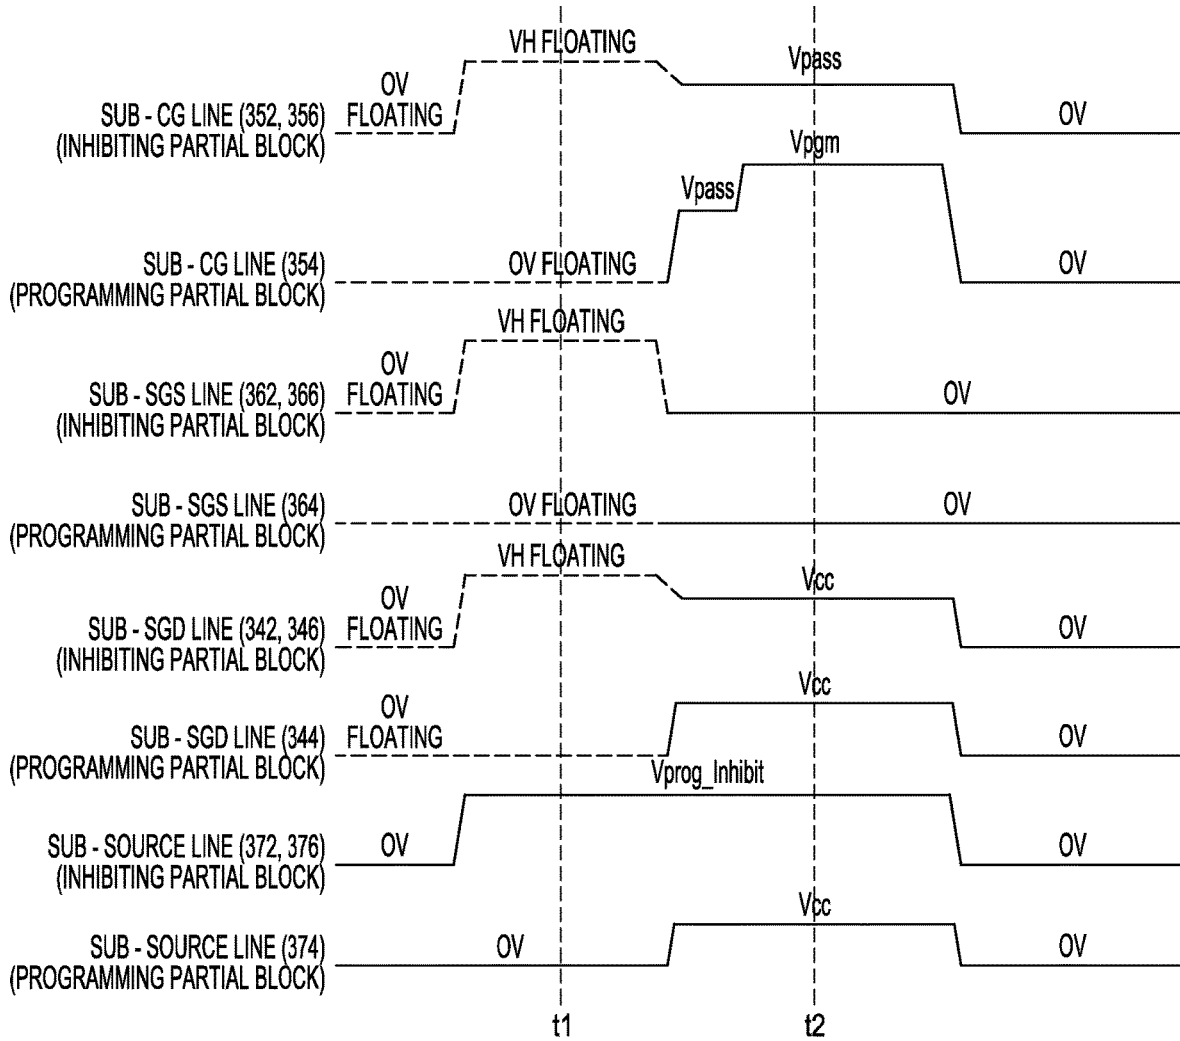 VH FLOATING
Vpass
OV
FLOATING
SUB - CG LINE (352, 356)
(INHIBITING PARTIAL BLOCK)
OV
Vpgm
Vpass
SUB - CG LINE (354)
(PROGRAMMING PARTIAL BLOCK)
OV FLOATING
OV
VH FLOATING
OV
FLOATING
SUB - SGS LINE (362, 366)
(INHIBITING PARTIAL BLOCK)
OV
SUB - SGS LINE (364)
(PROGRAMMING PARTIAL BLOCK)
OV FLOATING
OV
VH FLOATING
Vcc
OV
FLOATING
SUB - SGD LINE (342, 346)
(INHIBITING PARTIAL BLOCK)
OV
Vcc
OV
FLOATING
SUB - SGD LINE (344)
(PROGRAMMING PARTIAL BLOCK)
OV
Vprog_Inhibit
SUB - SOURCE LINE (372, 376)
(INHIBITING PARTIAL BLOCK)
OV
OV
Vcc
SUB - SOURCE LINE (374)
(PROGRAMMING PARTIAL BLOCK)
OV
OV
t1
t2